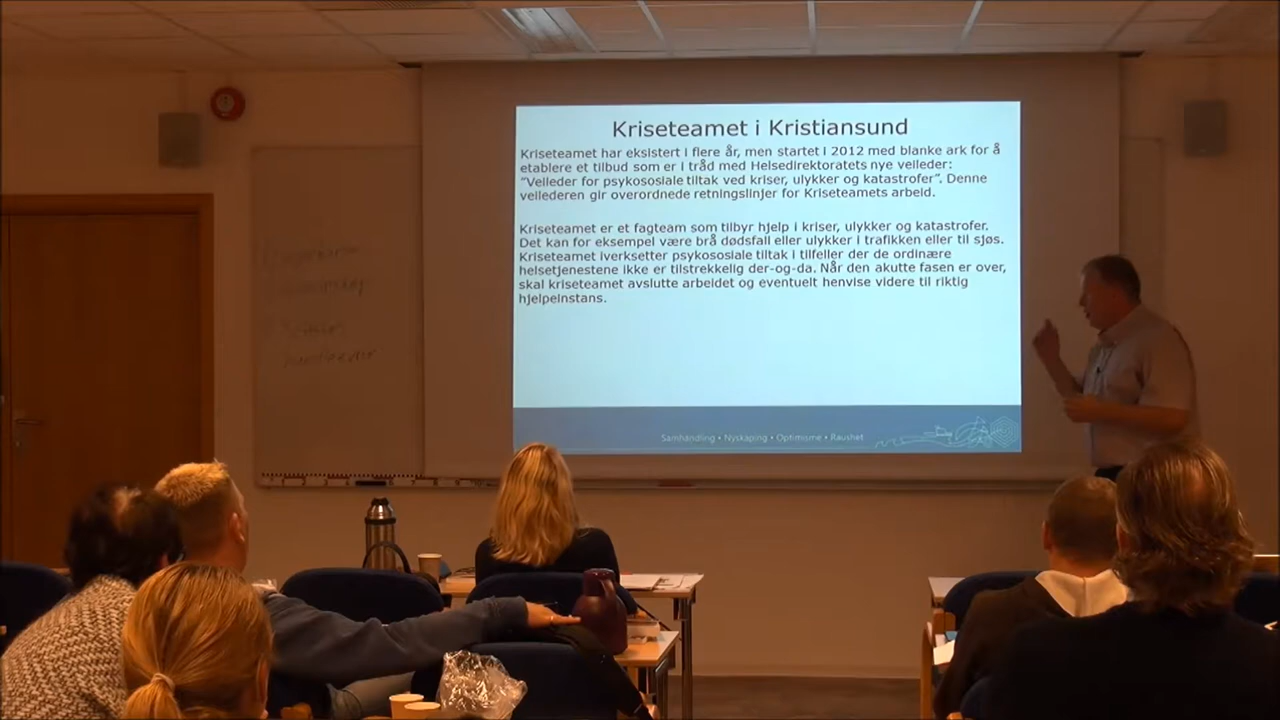 Kriseteamet i Kristiansund
Kriseteamet har eksistert i flere år, men startet i 2012 med blanke ark for å
etablere et tilbud som er i tråd med Helsedirektoratets nye veileder:
"Veileder for psykososiale tiltak ved kriser, ulykker og katastrofer". Denne
veilederen gir overordnede retningslinjer for Kriseteamets arbeid.
Kriseteamet er et fagteam som tilbyr hjelp i kriser, ulykker og katastrofer.
Det kan for eksempel være brå dødsfall eller ulykker i trafikken eller til sjøs.
Kriseteamet iverksetter psykososiale tiltak i tilfeller der de ordinære
helsetjenestene ikke er tilstrekkelig der-og-da. Når den akutte fasen er over,
skal kriseteamet avslutte arbeidet og eventuelt henvise videre til riktig
hjelpeinstans.
Samhandling • Nyskaping • Optimisme • Raushet